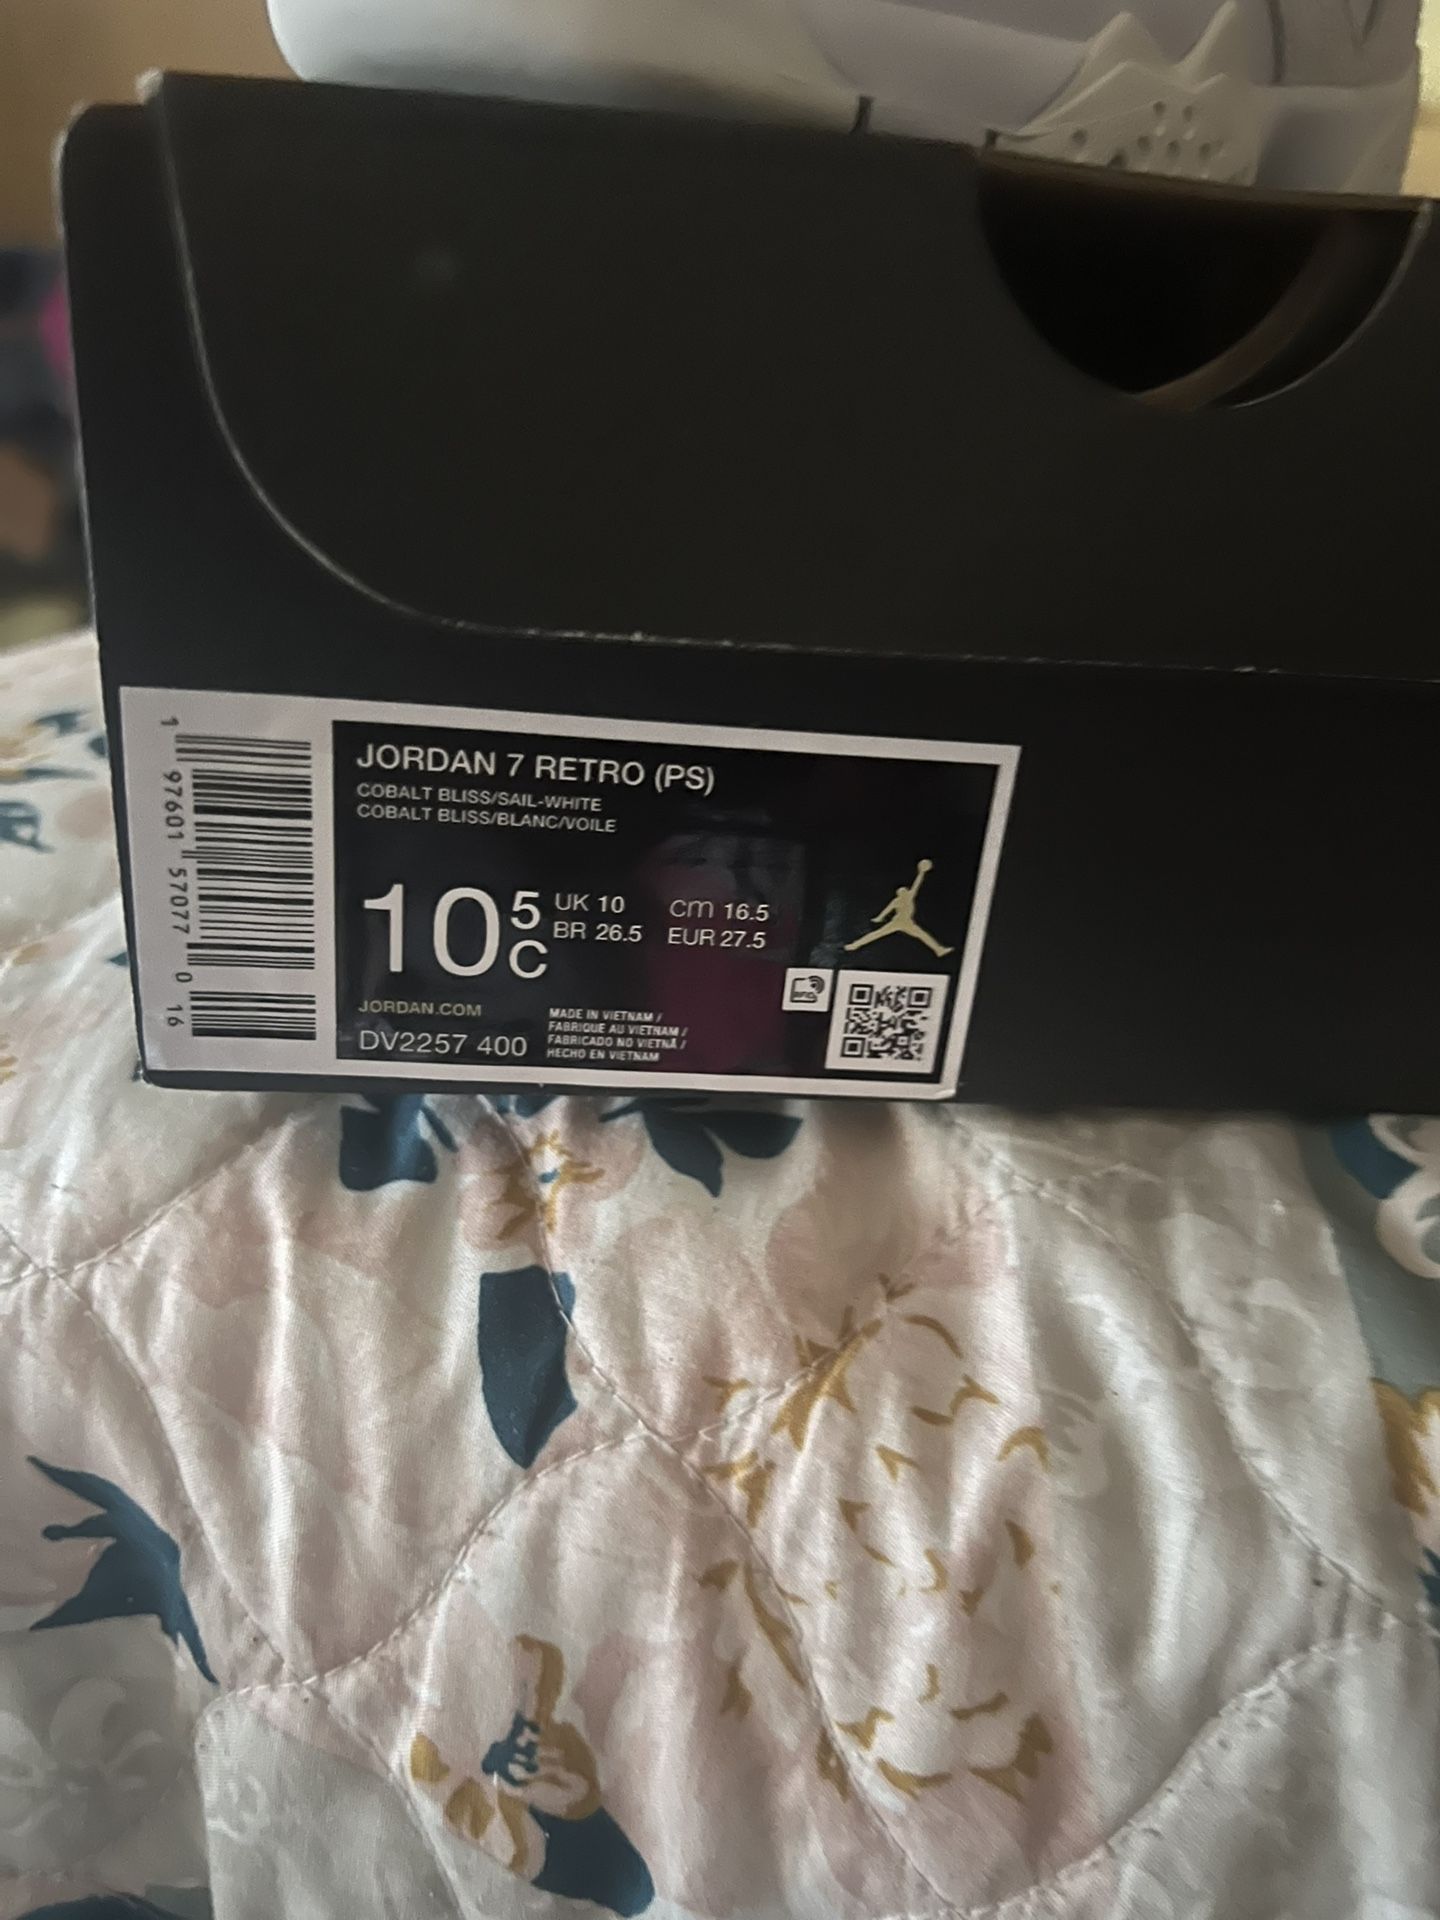 JORDAN 7 RETRO (PS)
COBALT BLISS/SAIL-WHITE
COBALT BLISS/BLANC/VOILE
10 5 C
UK 10 cm 16.5
BR 26.5 EUR 27.5
JORDAN.COM
DV2257 400
MADE IN VIETNAM /
FABRIQUE AU VIETNAM /
FABRICADO NO VIETNÃ /
HECHO EN VIETNAM
RFID
1 97601 57077 0 16